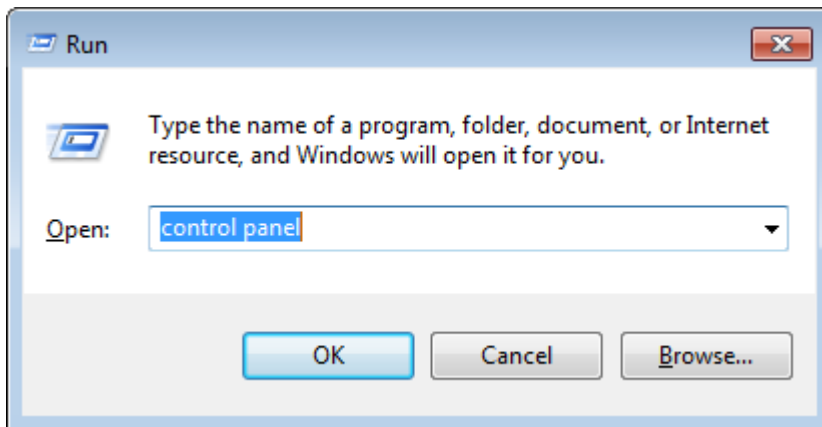 Run
Type the name of a program, folder, document, or Internet
resource, and Windows will open it for you.
Open: control panel
OK Cancel Browse...